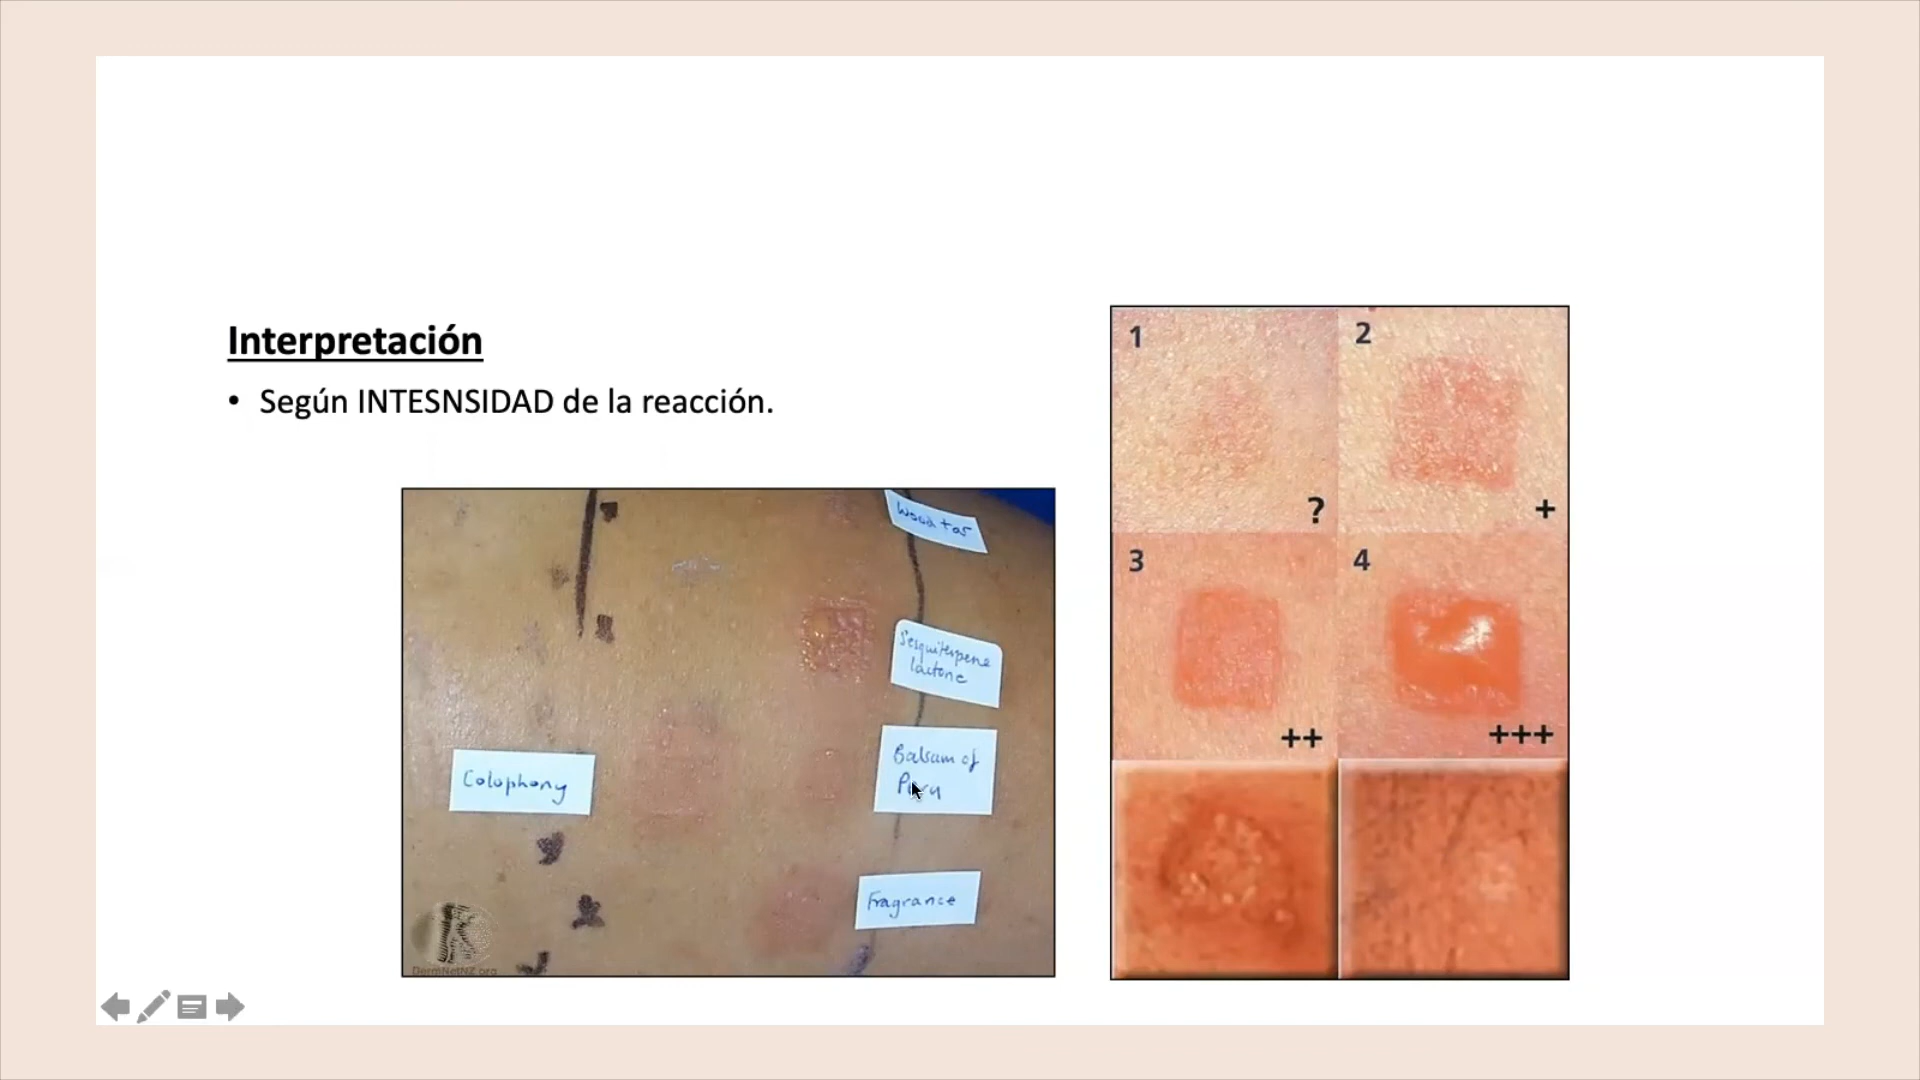 Interpretación
• Según INTESNSIDAD de la reacción.
Wood tar
Sesquiterpene
lactone
Balsam of
Peru
Colophony
Fragrance
DermNetNZ.org
1
2
?
+
3
4
++
+++